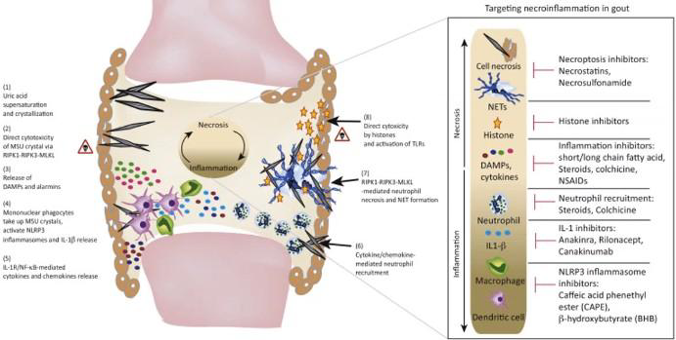 Targeting necroinflammation in gout
(1)
Uric acid
supersaturation
and crystallization
(2)
Direct cytotoxicity
of MSU crystal via
RIPK1-RIPK3-MLKL
(3)
Release of
DAMPs and alarmins
(4)
Mononuclear phagocytes
take up MSU crystals,
activate NLRP3
inflammasomes and IL-1β release
(5)
IL-1R/NF-κB-mediated
cytokines and chemokines release
Necrosis
Inflammation
(8)
Direct cytoxicity
by histones
and activation of TLRs
(7)
RIPK1-RIPK3-MLKL
-mediated neutrophil
necrosis and NET formation
(6)
Cytokine/chemokine-
mediated neutrophil
recruitment
Necrosis
Inflammation
Cell necrosis
NETs
Histone
DAMPs,
cytokines
Neutrophil
IL1-β
Macrophage
Dendritic cell
Necroptosis inhibitors:
Necrostatins,
Necrosulfonamide
Histone inhibitors
Inflammation inhibitors:
short/long chain fatty acid,
Steroids, colchicine,
NSAIDs
Neutrophil recruitment:
Steroids, Colchicine
IL-1 inhibitors:
Anakinra, Rilonacept,
Canakinumab
NLRP3 inflammasome
inhibitors:
Caffeic acid phenethyl
ester (CAPE),
β-hydroxybutyrate (BHB)